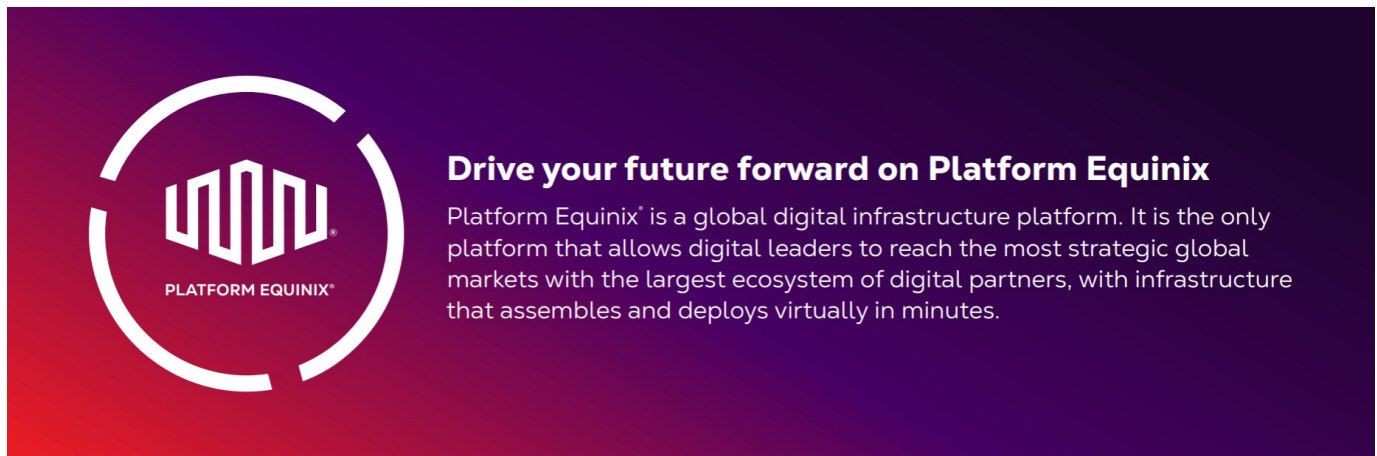 ®
PLATFORM EQUINIX®
Drive your future forward on Platform Equinix
Platform Equinix® is a global digital infrastructure platform. It is the only
platform that allows digital leaders to reach the most strategic global
markets with the largest ecosystem of digital partners, with infrastructure
that assembles and deploys virtually in minutes.